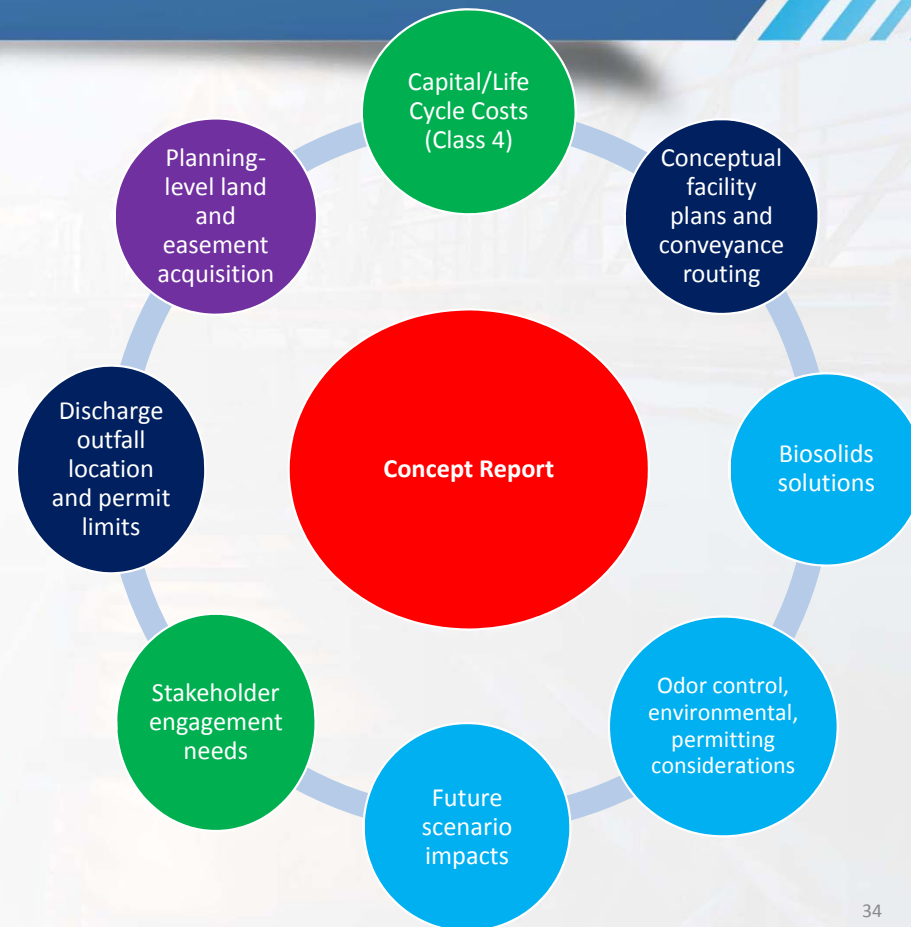 Capital/Life
Cycle Costs
(Class 4)
Conceptual
facility
plans and
conveyance
routing
Biosolids
solutions
Odor control,
environmental,
permitting
considerations
Future
scenario
impacts
Stakeholder
engagement
needs
Discharge
outfall
location
and permit
limits
Planning-
level land
and
easement
acquisition
Concept Report
34